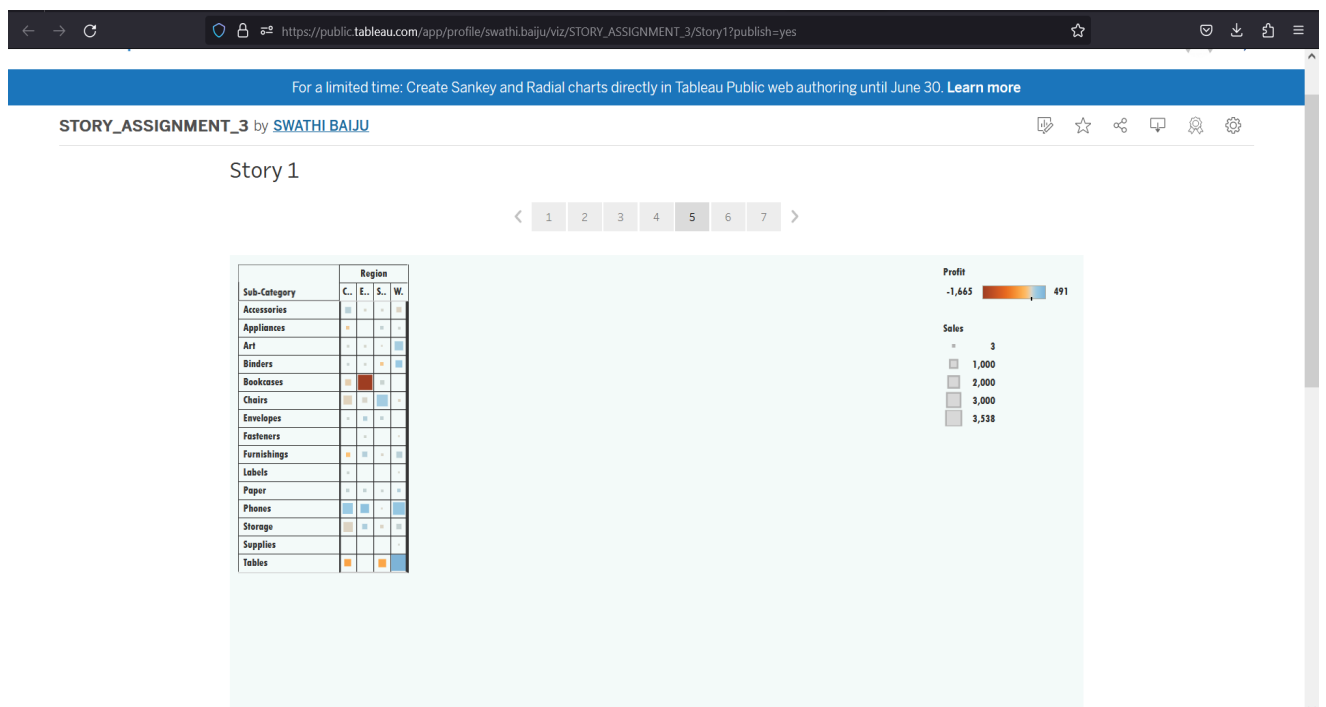 https://public.tableau.com/app/profile/swathi.baiju/viz/STORY_ASSIGNMENT_3/Story1?publish=yes
For a limited time: Create Sankey and Radial charts directly in Tableau Public web authoring until June 30. Learn more
STORY_ASSIGNMENT_3 by SWATHI BAIJU
Story 1
1 2 3 4 5 6 7
Region
Sub-Category C.. E.. S.. W.
Accessories
Appliances
Art
Binders
Bookcases
Chairs
Envelopes
Fasteners
Furnishings
Labels
Paper
Phones
Storage
Supplies
Tables
Profit
-1,665 491
Sales
3
1,000
2,000
3,000
3,538